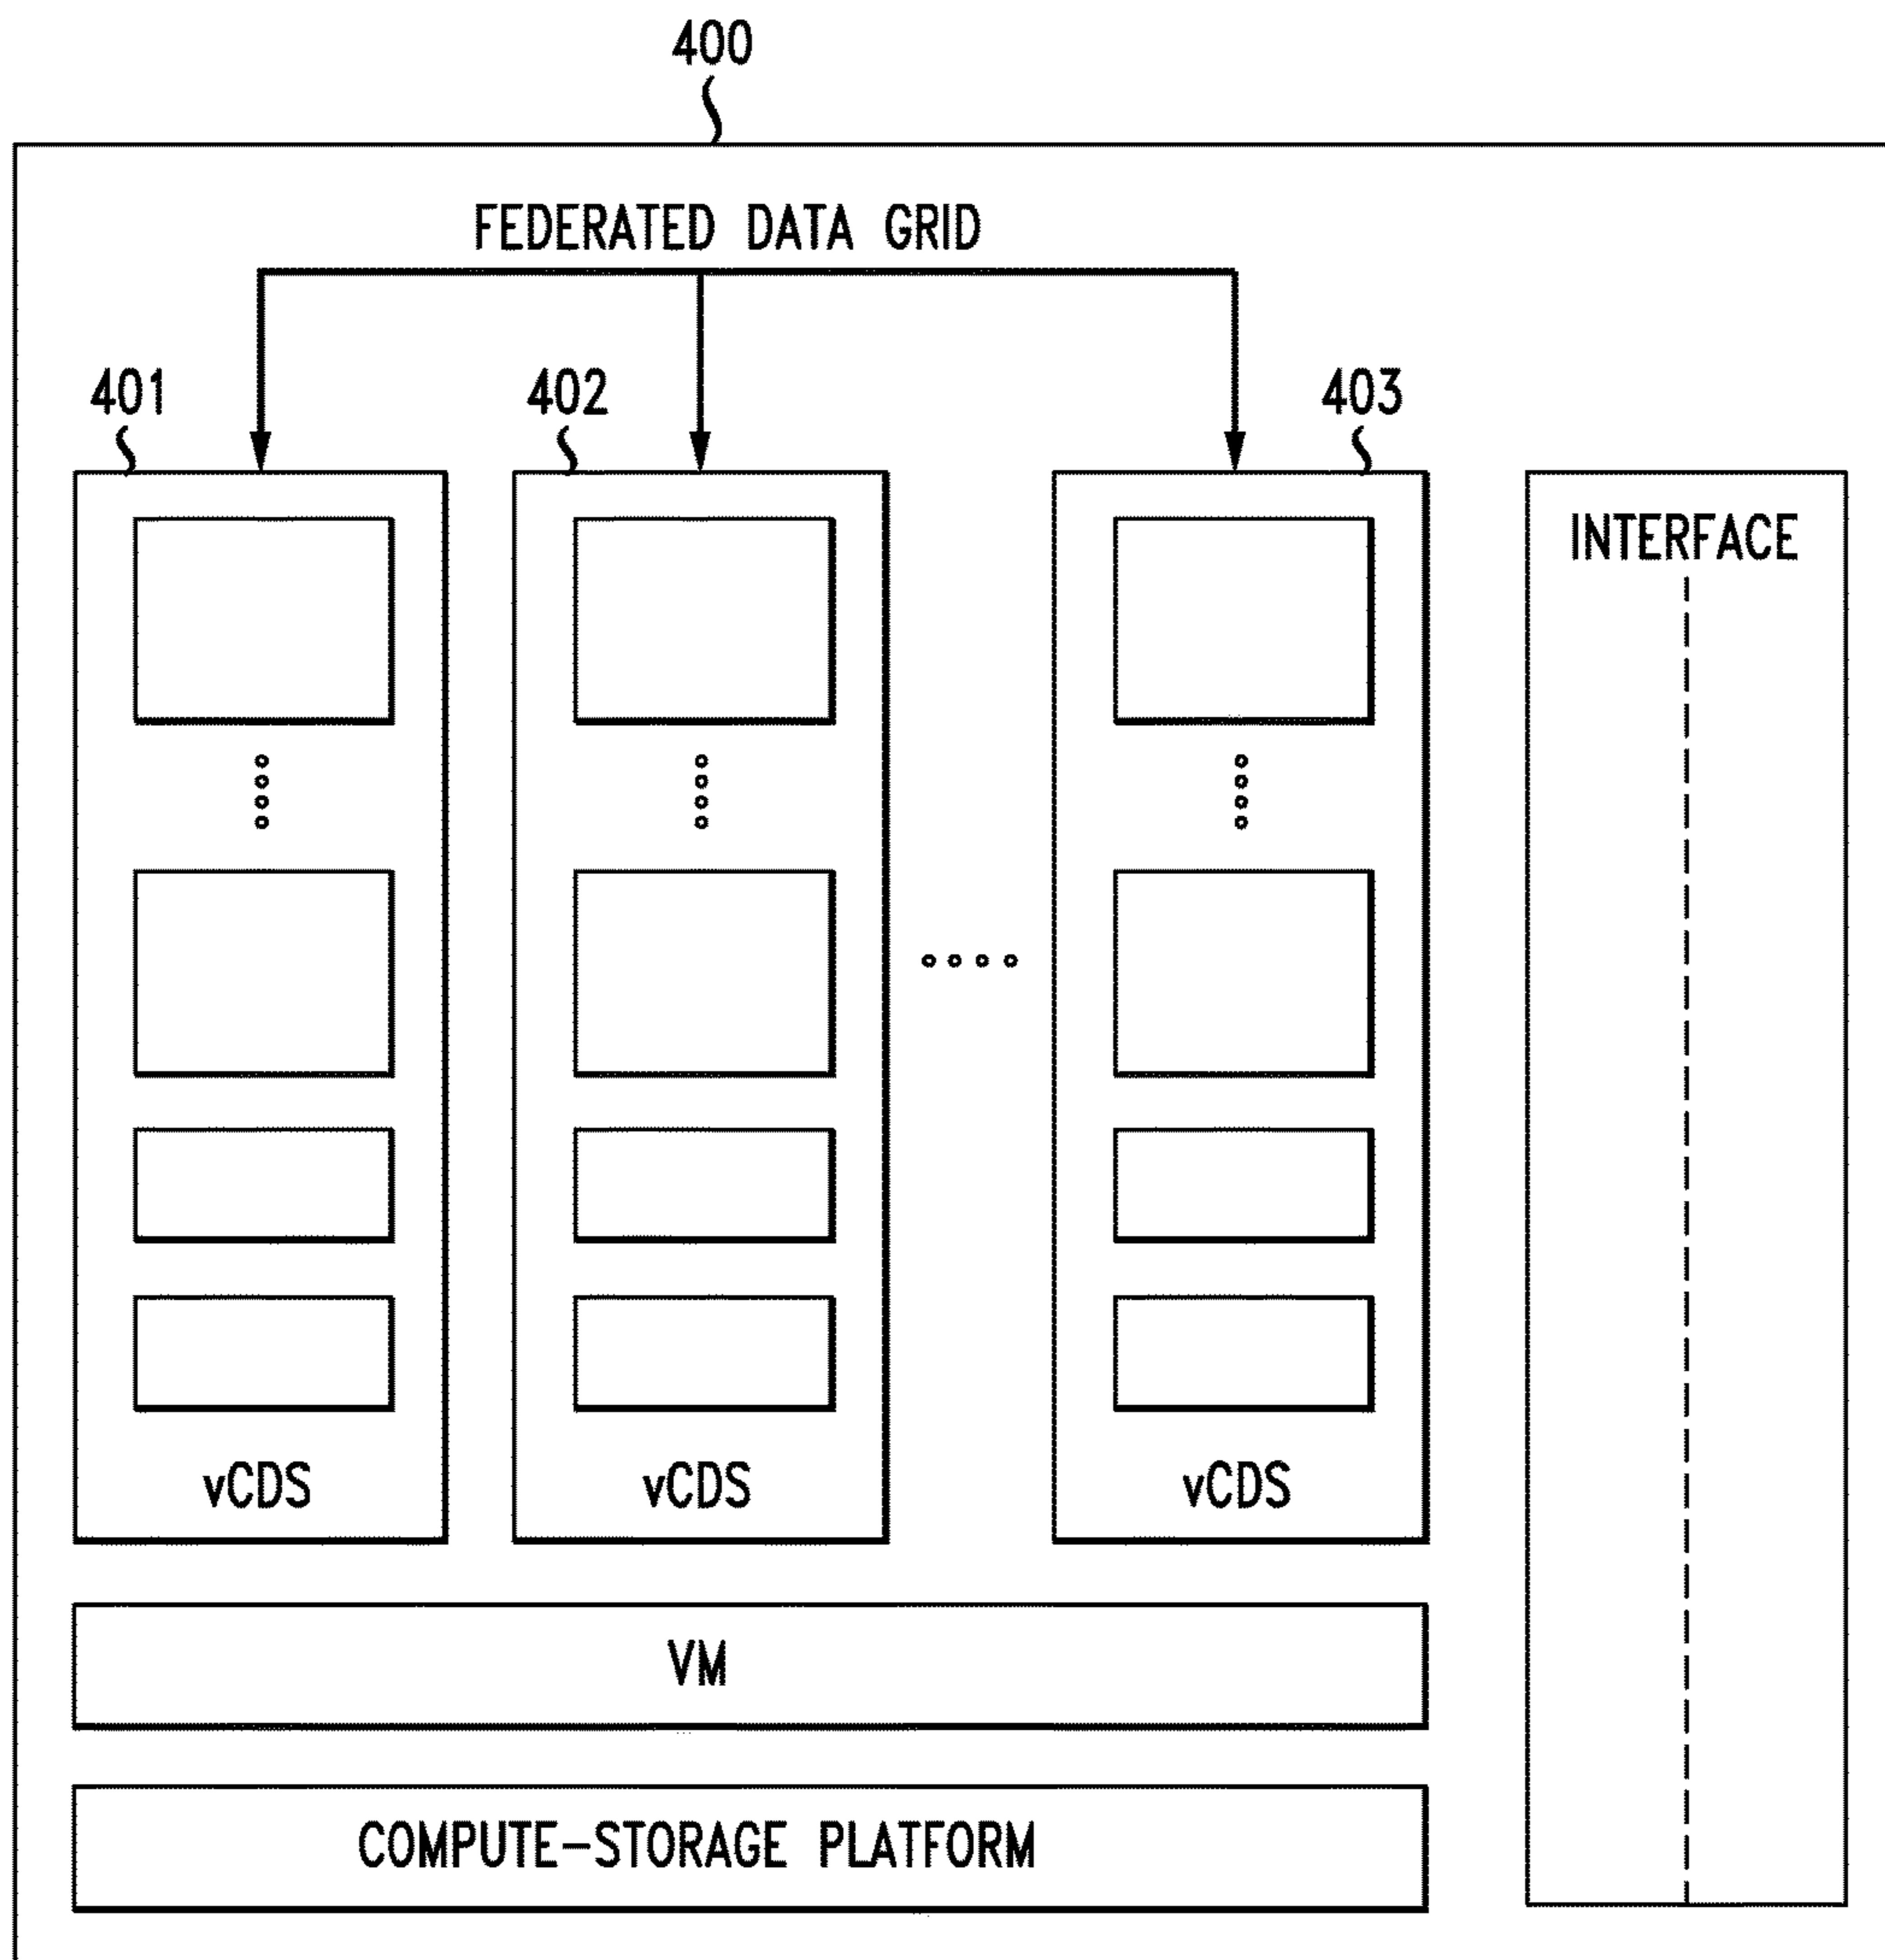 400
FEDERATED DATA GRID
401
402
403
INTERFACE
vCDS
vCDS
vCDS
VM
COMPUTE-STORAGE PLATFORM